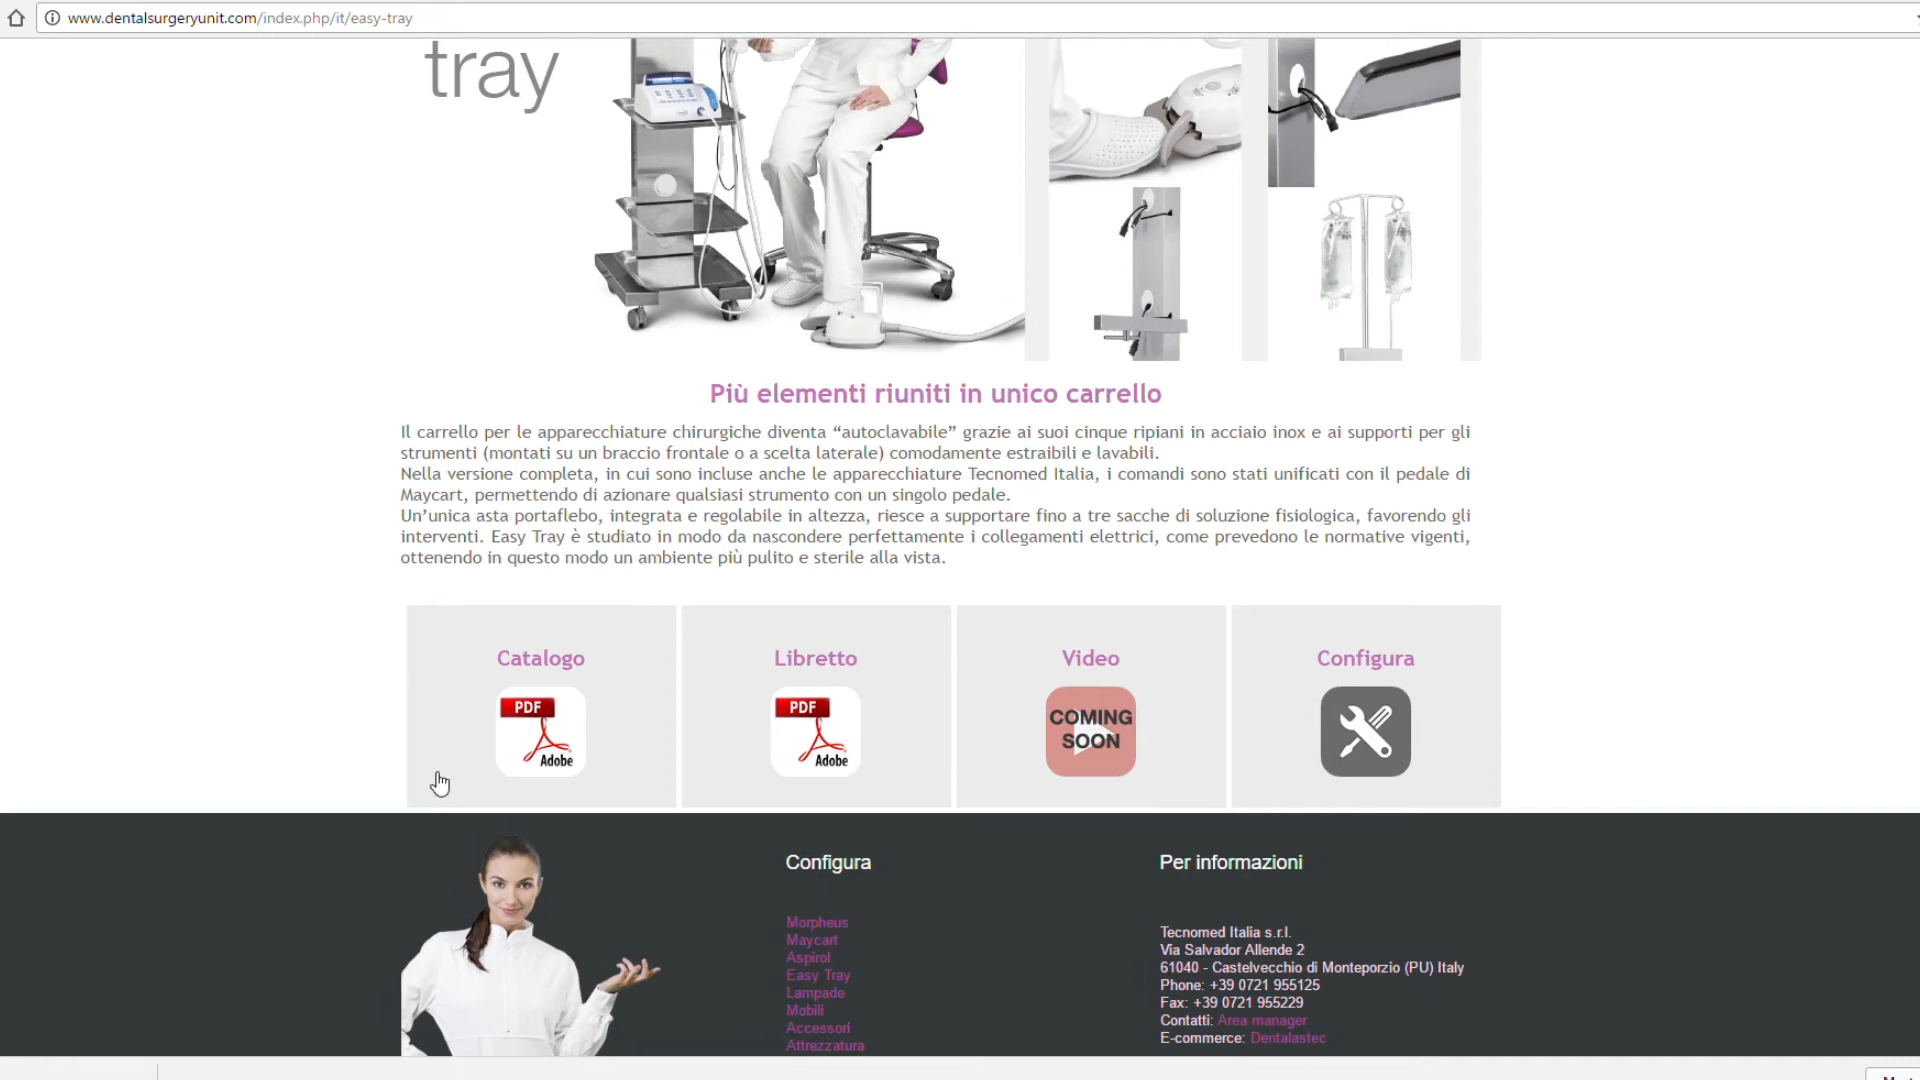 www.dentalsurgeryunit.com/index.php/it/easy-tray
tray
Più elementi riuniti in unico carrello
Il carrello per le apparecchiature chirurgiche diventa “autoclavabile” grazie ai suoi cinque ripiani in acciaio inox e ai supporti per gli
strumenti (montati su un braccio frontale o a scelta laterale) comodamente estraibili e lavabili.
Nella versione completa, in cui sono incluse anche le apparecchiature Tecnomed Italia, i comandi sono stati unificati con il pedale di
Maycart, permettendo di azionare qualsiasi strumento con un singolo pedale.
Un’unica asta portaflebo, integrata e regolabile in altezza, riesce a supportare fino a tre sacche di soluzione fisiologica, favorendo gli
interventi. Easy Tray è studiato in modo da nascondere perfettamente i collegamenti elettrici, come prevedono le normative vigenti,
ottenendo in questo modo un ambiente più pulito e sterile alla vista.
Catalogo
PDF
Adobe
Libretto
PDF
Adobe
Video
COMING
SOON
Configura
Configura
Morpheus
Maycart
Aspirol
Easy Tray
Lampade
Mobili
Accessori
Attrezzatura
Per informazioni
Tecnomed Italia s.r.l.
Via Salvador Allende 2
61040 - Castelvecchio di Monteporzio (PU) Italy
Phone: +39 0721 955125
Fax: +39 0721 955229
Contatti: Area manager
E-commerce: Dentalastec